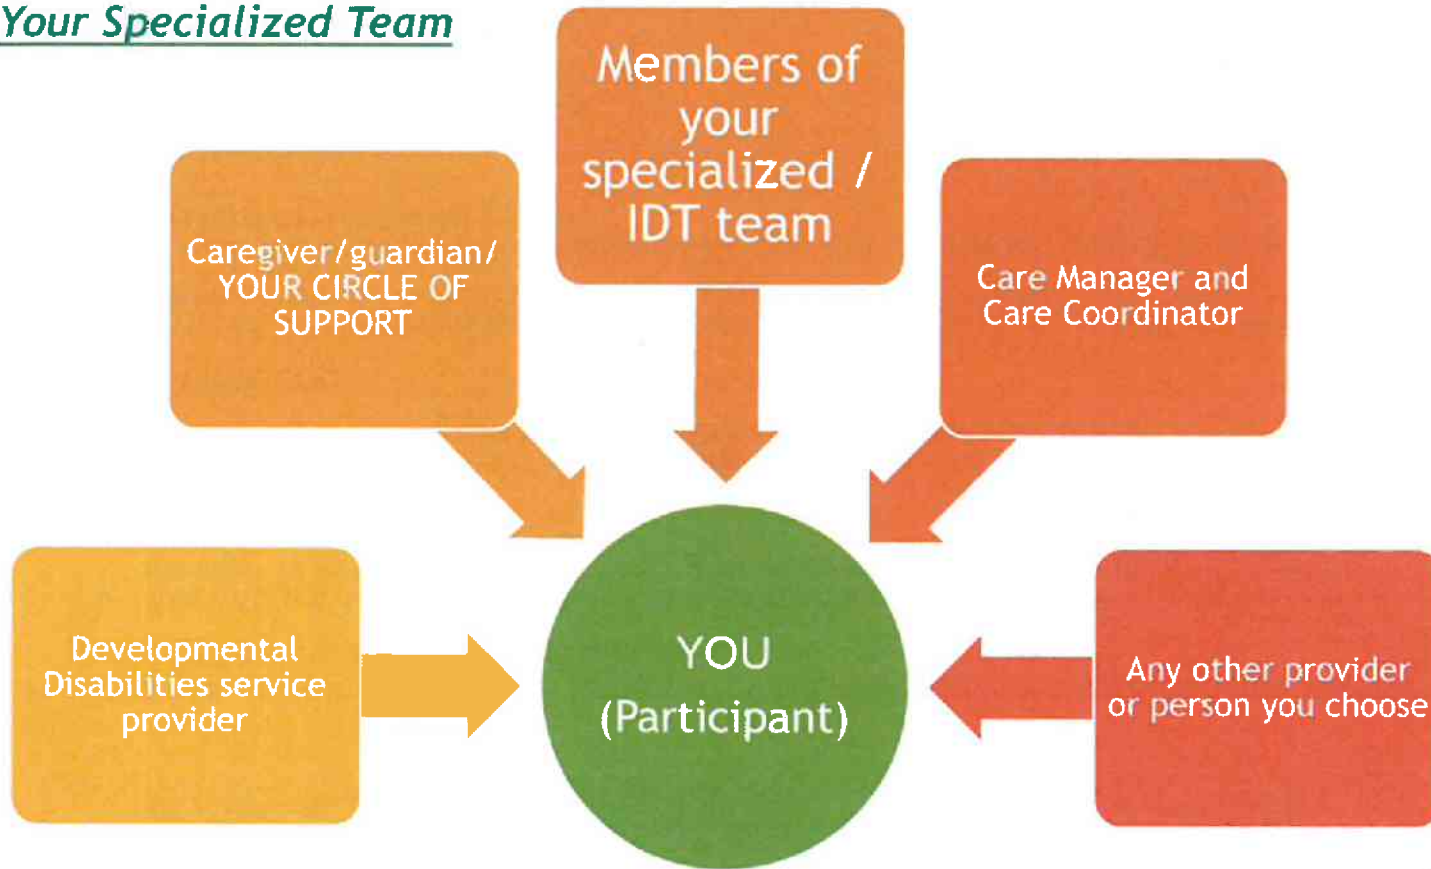 Your Specialized Team
Members of
your
specialized /
IDT team
Caregiver/guardian/
YOUR CIRCLE OF
SUPPORT
Care Manager and
Care Coordinator
Developmental
Disabilities service
provider
YOU
(Participant)
Any other provider
or person you choose